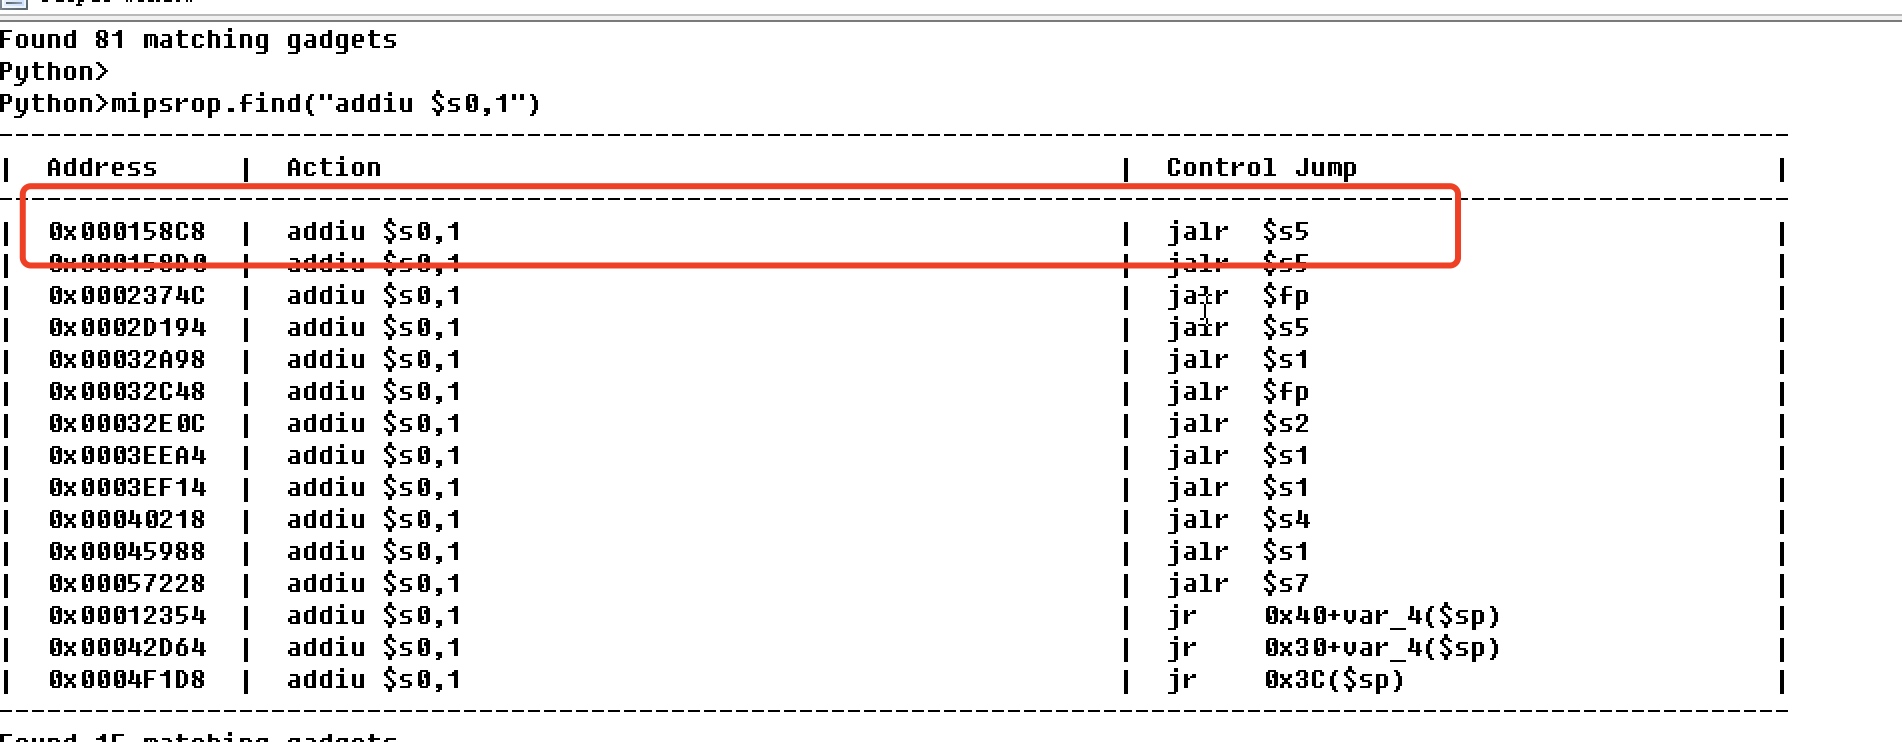 Found 81 matching gadgets
Python>
Python>mipsrop.find("addiu $s0,1")
-----------------------------------------------------------------
| Address | Action | Control Jump |
-----------------------------------------------------------------
| 0x000158C8 | addiu $s0,1 | jalr $s5 |
| 0x000158D0 | addiu $s0,1 | jalr $s5 |
| 0x0002374C | addiu $s0,1 | jalr $fp |
| 0x0002D194 | addiu $s0,1 | jalr $s5 |
| 0x00032A98 | addiu $s0,1 | jalr $s1 |
| 0x00032C48 | addiu $s0,1 | jalr $fp |
| 0x00032E0C | addiu $s0,1 | jalr $s2 |
| 0x0003EEA4 | addiu $s0,1 | jalr $s1 |
| 0x0003EF14 | addiu $s0,1 | jalr $s1 |
| 0x00040218 | addiu $s0,1 | jalr $s4 |
| 0x00045988 | addiu $s0,1 | jalr $s1 |
| 0x00057228 | addiu $s0,1 | jalr $s7 |
| 0x00012354 | addiu $s0,1 | jr 0x40+var_4($sp) |
| 0x00042D64 | addiu $s0,1 | jr 0x30+var_4($sp) |
| 0x0004F1D8 | addiu $s0,1 | jr 0x3C($sp) |
-----------------------------------------------------------------
Found 15 matching gadgets